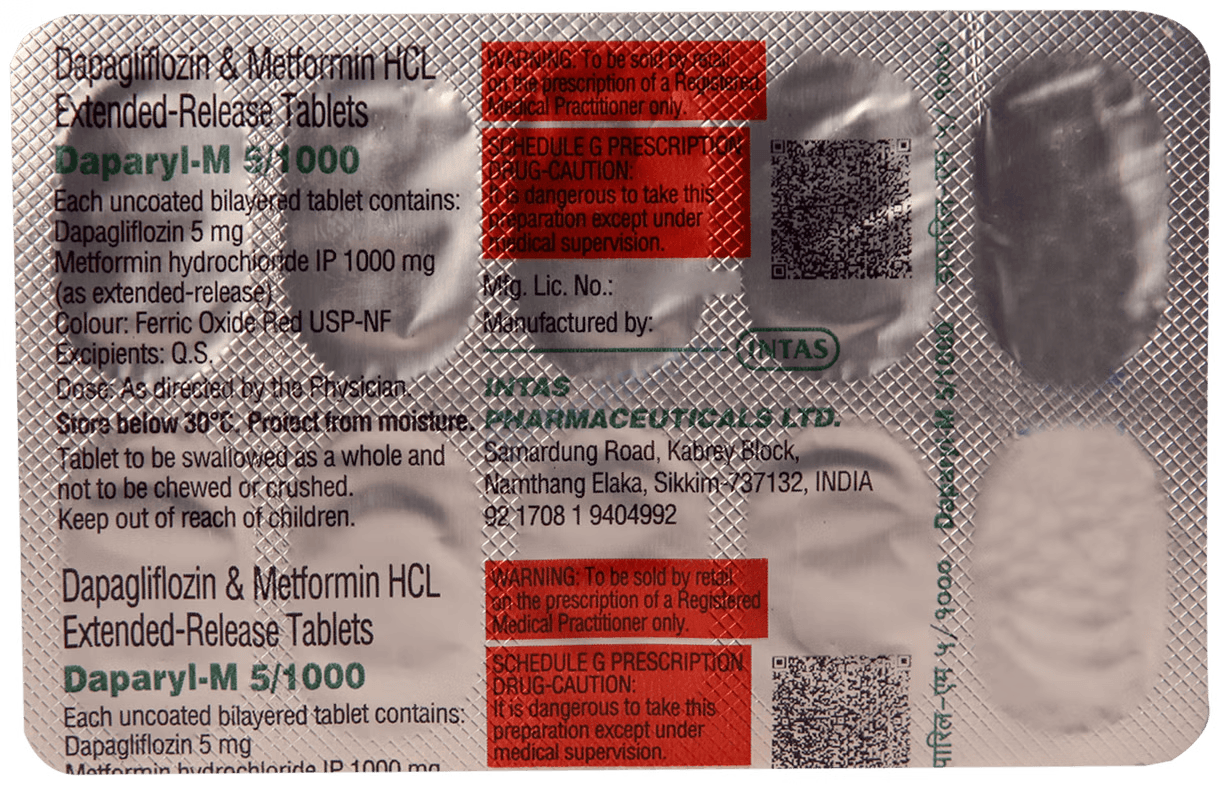 Dapagliflozin & Metformin HCL
Extended-Release Tablets
Daparyl-M 5/1000
Each uncoated bilayered tablet contains:
Dapagliflozin 5 mg
Metformin hydrochloride IP 1000 mg
(as extended-release)
Colour: Ferric Oxide Red USP-NF
Excipients: Q.S.
Dose: As directed by the Physician.
Store below 30°C. Protect from moisture.
Tablet to be swallowed as a whole and
not to be chewed or crushed.
Keep out of reach of children.
WARNING: To be sold by retail
on the prescription of a Registered
Medical Practitioner only.
SCHEDULE G PRESCRIPTION
DRUG-CAUTION:
It is dangerous to take this
preparation except under
medical supervision.
Mfg. Lic. No.:
Manufactured by:
INTAS
INTAS
PHARMACEUTICALS LTD.
Samardung Road, Kabrey Block,
Namthang Elaka, Sikkim-737132, INDIA
92 1708 1 9404992
Dapagliflozin & Metformin HCL
Extended-Release Tablets
Daparyl-M 5/1000
Each uncoated bilayered tablet contains:
Dapagliflozin 5 mg
Metformin hydrochloride IP 1000 mg
WARNING: To be sold by retail
on the prescription of a Registered
Medical Practitioner only.
SCHEDULE G PRESCRIPTION
DRUG-CAUTION:
It is dangerous to take this
preparation except under
medical supervision.
Daparyl-M 5/1000
५/१०००